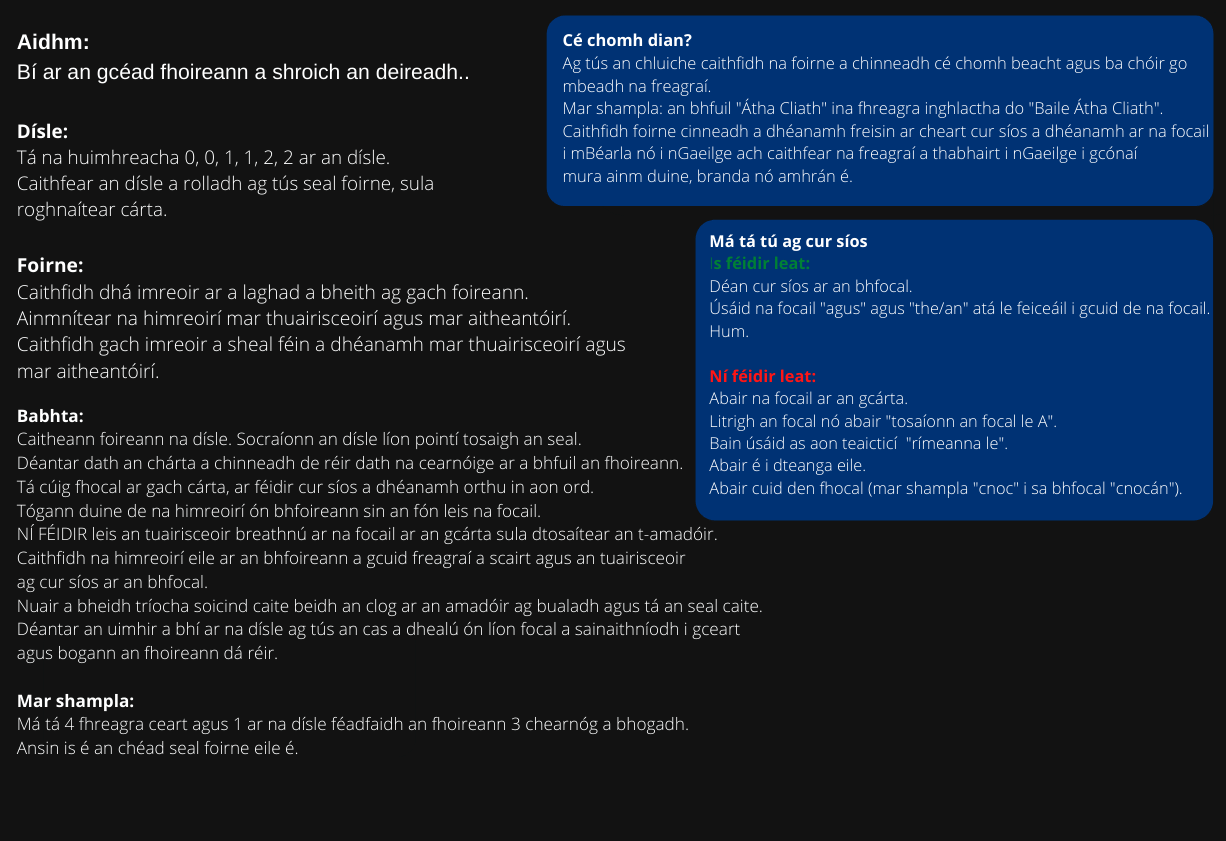 Aidhm:
Bí ar an gcéad fhoireann a shroich an deireadh..
Dísle:
Tá na huimhreacha 0, 0, 1, 1, 2, 2 ar an dísle.
Caithfear an dísle a rolladh ag tús seal foirne, sula
roghnaítear cárta.
Foirne:
Caithfidh dhá imreoir ar a laghad a bheith ag gach foireann.
Ainmnítear na himreoirí mar thuairisceoirí agus mar aitheantóirí.
Caithfidh gach imreoir a sheal féin a dhéanamh mar thuairisceoirí agus
mar aitheantóirí.
Babhta:
Caitheann foireann na dísle. Socraíonn an dísle líon pointí tosaigh an seal.
Déantar dath an chárta a chinneadh de réir dath na cearnóige ar a bhfuil an fhoireann.
Tá cúig fhocal ar gach cárta, ar féidir cur síos a dhéanamh orthu in aon ord.
Tógann duine de na himreoirí ón bhfoireann sin an fón leis na focail.
NÍ FÉIDIR leis an tuairisceoir breathnú ar na focail ar an gcárta sula dtosaítear an t-amadóir.
Caithfidh na himreoirí eile ar an bhfoireann a gcuid freagraí a scairt agus an tuairisceoir
ag cur síos ar an bhfocal.
Nuair a bheidh tríocha soicind caite beidh an clog ar an amadóir ag bualadh agus tá an seal caite.
Déantar an uimhir a bhí ar na dísle ag tús an cas a dhealú ón líon focal a sainaithníodh i gceart
agus bogann an fhoireann dá réir.
Mar shampla:
Má tá 4 fhreagra ceart agus 1 ar na dísle féadfaidh an fhoireann 3 chearnóg a bhogadh.
Ansin is é an chéad seal foirne eile é.
Cé chomh dian?
Ag tús an chluiche caithfidh na foirne a chinneadh cé chomh beacht agus ba chóir go
mbeadh na freagraí.
Mar shampla: an bhfuil "Átha Cliath" ina fhreagra inghlactha do "Baile Átha Cliath".
Caithfidh foirne cinneadh a dhéanamh freisin ar cheart cur síos a dhéanamh ar na focail
i mBéarla nó i nGaeilge ach caithfear na freagraí a thabhairt i nGaeilge i gcónaí
mura ainm duine, branda nó amhrán é.
Má tá tú ag cur síos
Is féidir leat:
Déan cur síos ar an bhfocal.
Úsáid na focail "agus" agus "the/an" atá le feiceáil i gcuid de na focail.
Hum.
Ní féidir leat:
Abair na focail ar an gcárta.
Litrigh an focal nó abair "tosaíonn an focal le A".
Bain úsáid as aon teaicticí "rímeanna le".
Abair é i dteanga eile.
Abair cuid den fhocal (mar shampla "cnoc" i sa bhfocal "cnocán").